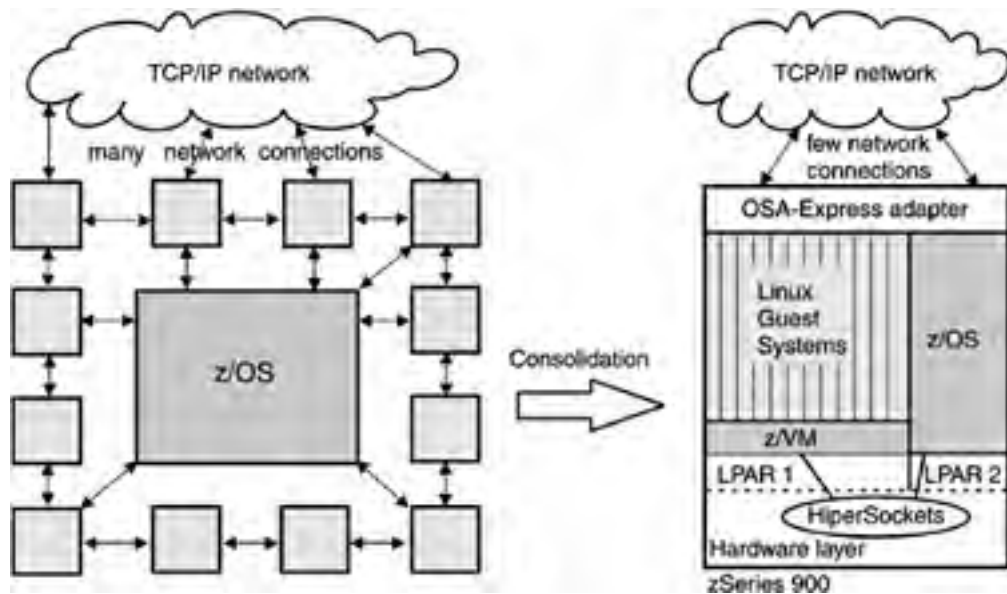 TCP/IP network
many network connections
z/OS
Consolidation
TCP/IP network
few network
connections
OSA-Express adapter
Linux
Guest
Systems
z/OS
z/VM
LPAR 1
LPAR 2
HiperSockets
Hardware layer
zSeries 900